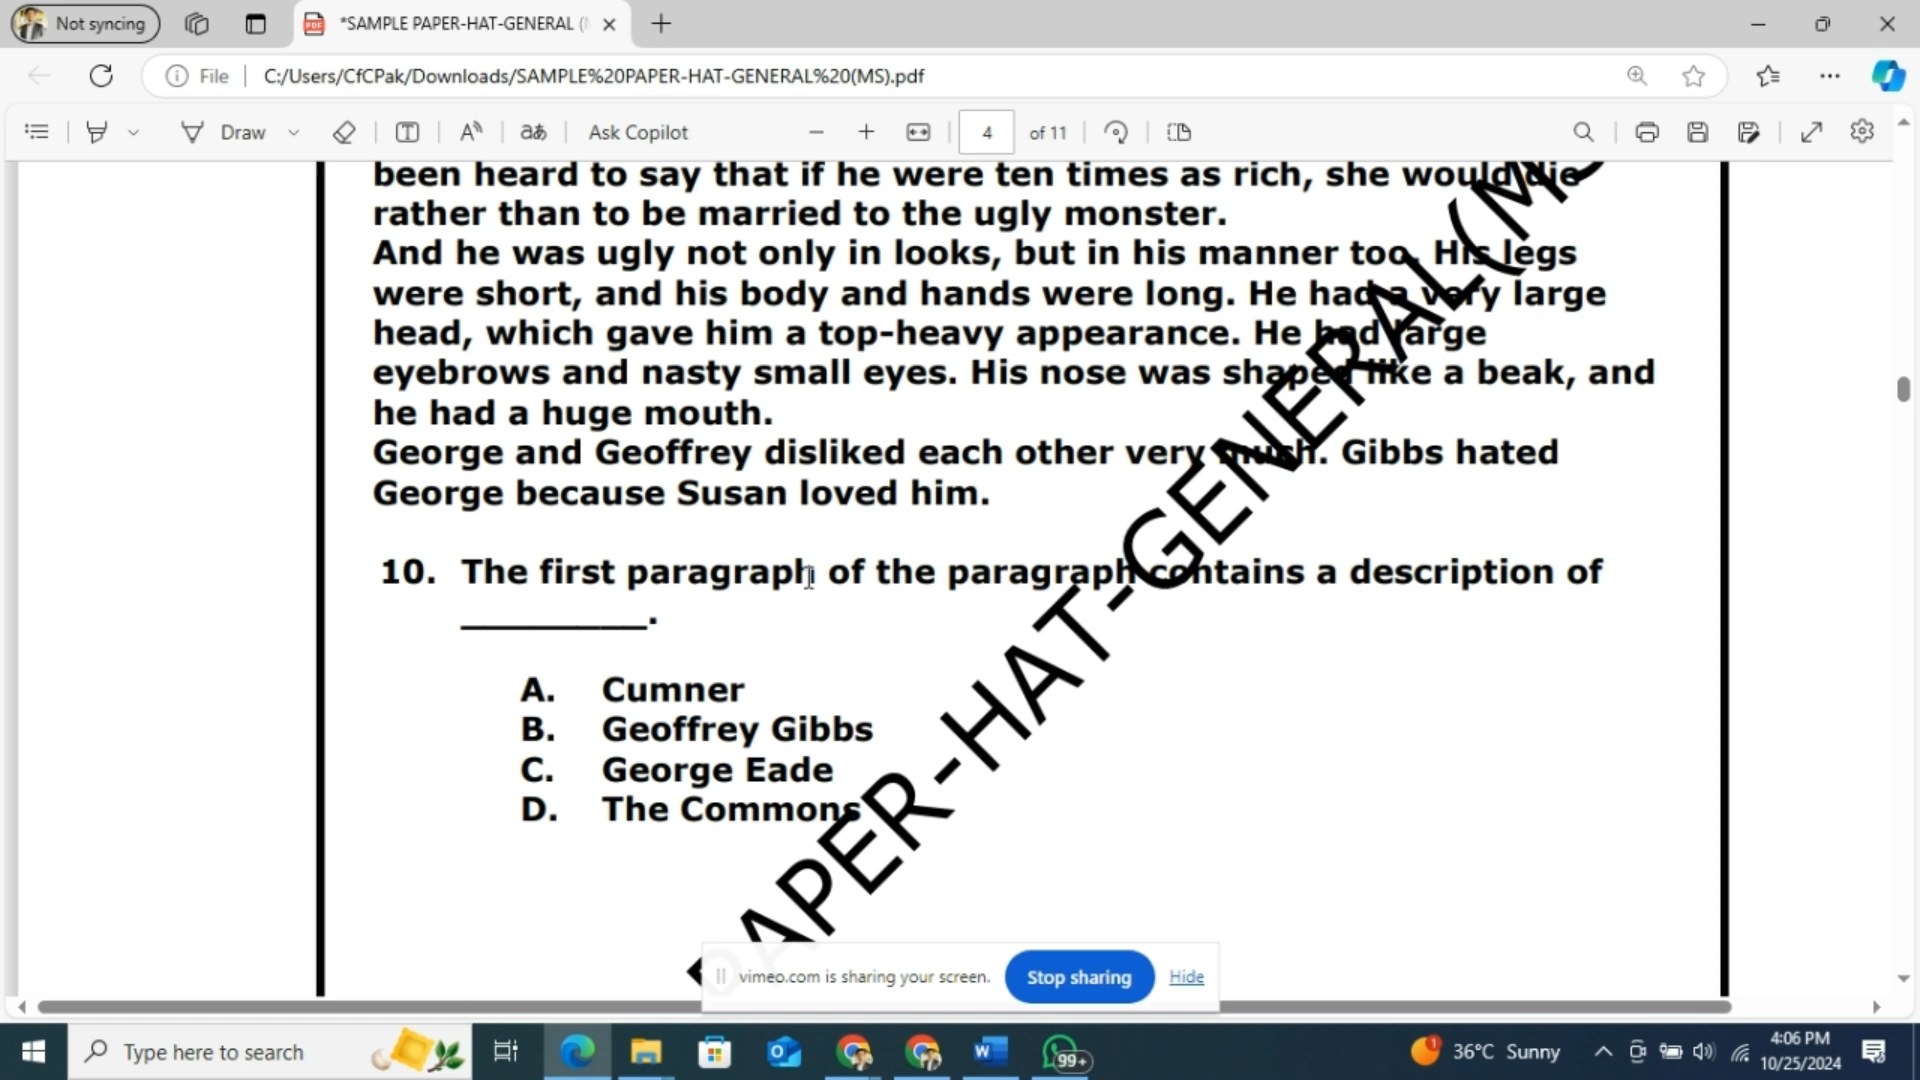 Not syncing
*SAMPLE PAPER-HAT-GENERAL (
File
C:/Users/CfCPak/Downloads/SAMPLE%20PAPER-HAT-GENERAL%20(MS).pdf
Draw
Ask Copilot
4
of 11
been heard to say that if he were ten times as rich, she would die
rather than to be married to the ugly monster.
And he was ugly not only in looks, but in his manner too. His legs
were short, and his body and hands were long. He had a very large
head, which gave him a top-heavy appearance. He had large
eyebrows and nasty small eyes. His nose was shaped like a beak, and
he had a huge mouth.
George and Geoffrey disliked each other very much. Gibbs hated
George because Susan loved him.
10. The first paragraph of the paragraph contains a description of
________.
A. Cumner
B. Geoffrey Gibbs
C. George Eade
D. The Commons
PAPER-HAT-GENERAL(MS
vimeo.com is sharing your screen.
Stop sharing
Hide
Type here to search
99+
1
36°C Sunny
4:06 PM
10/25/2024